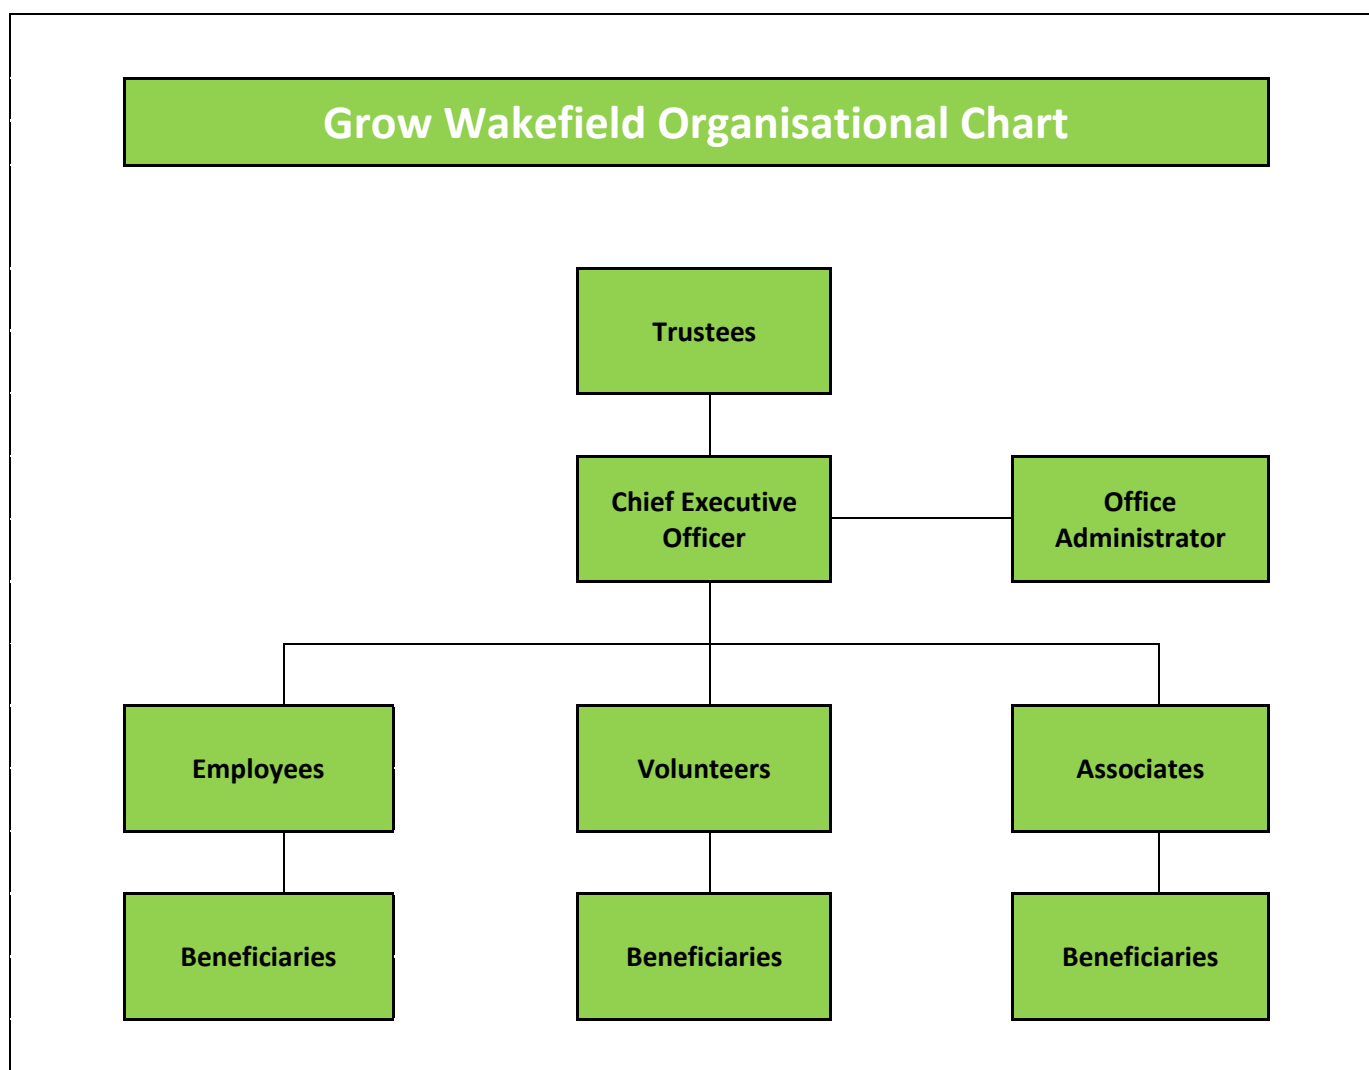 Grow Wakefield Organisational Chart
Trustees
Chief Executive
Officer
Office
Administrator
Employees
Volunteers
Associates
Beneficiaries
Beneficiaries
Beneficiaries